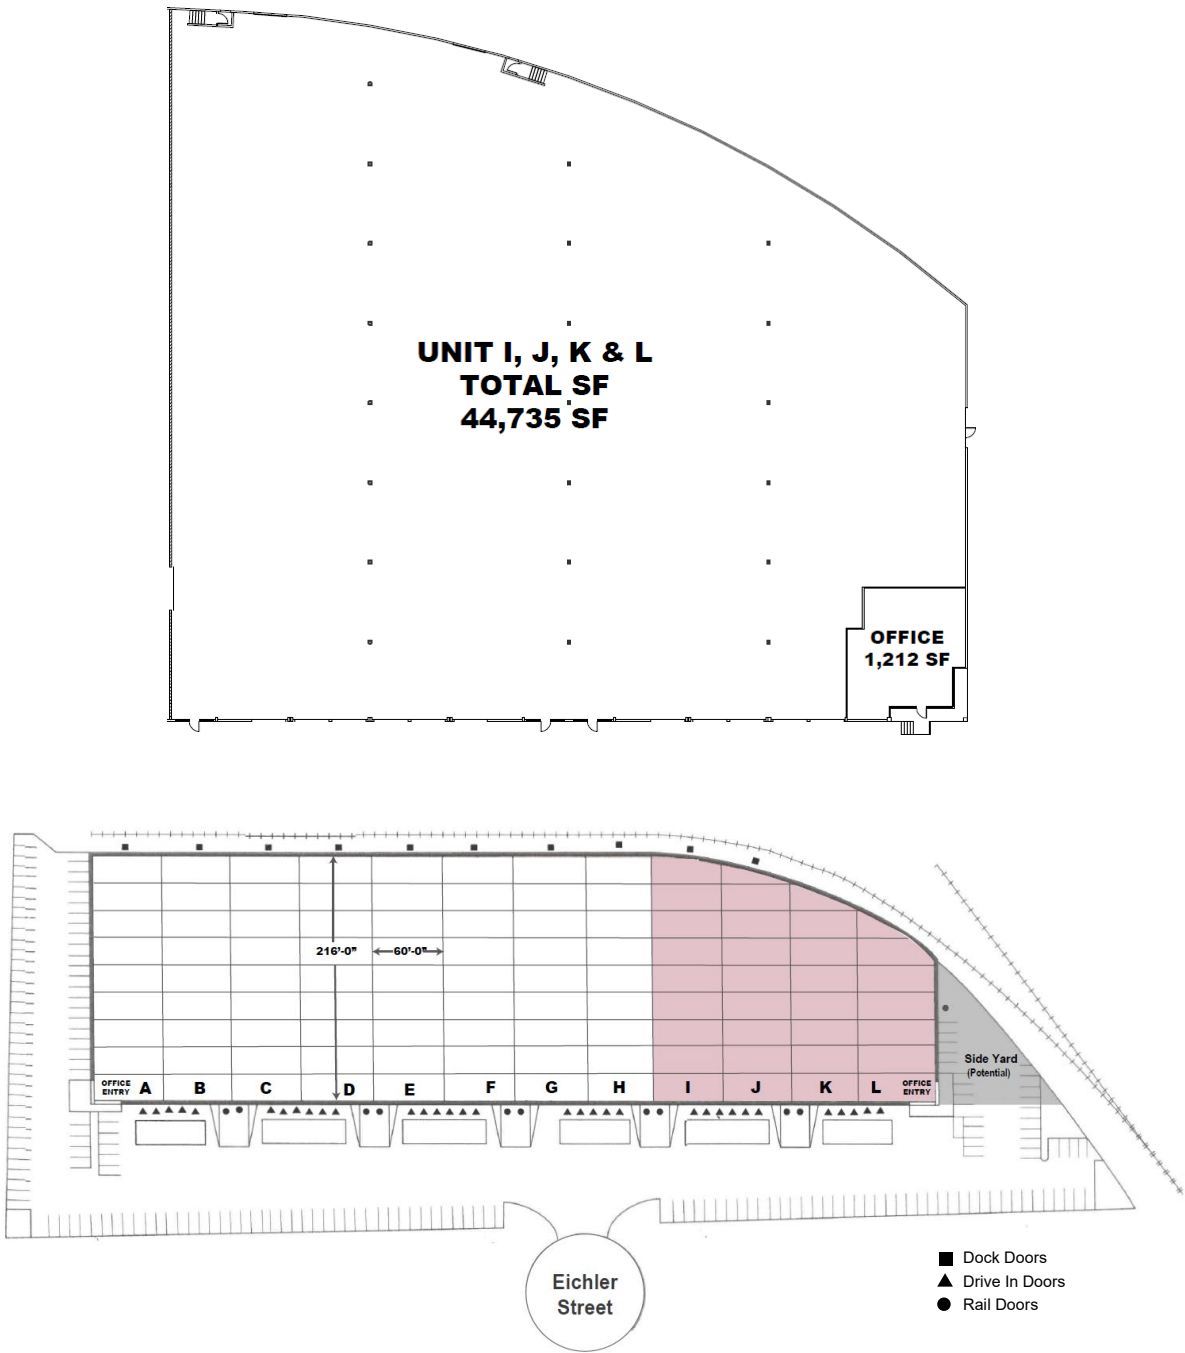 UNIT I, J, K & L
TOTAL SF
44,735 SF
OFFICE
1,212 SF
216'-0"
60'-0"
Side Yard
(Potential)
OFFICE
ENTRY
A
B
C
D
E
F
G
H
I
J
K
L
OFFICE
ENTRY
Eichler
Street
Dock Doors
Drive In Doors
Rail Doors